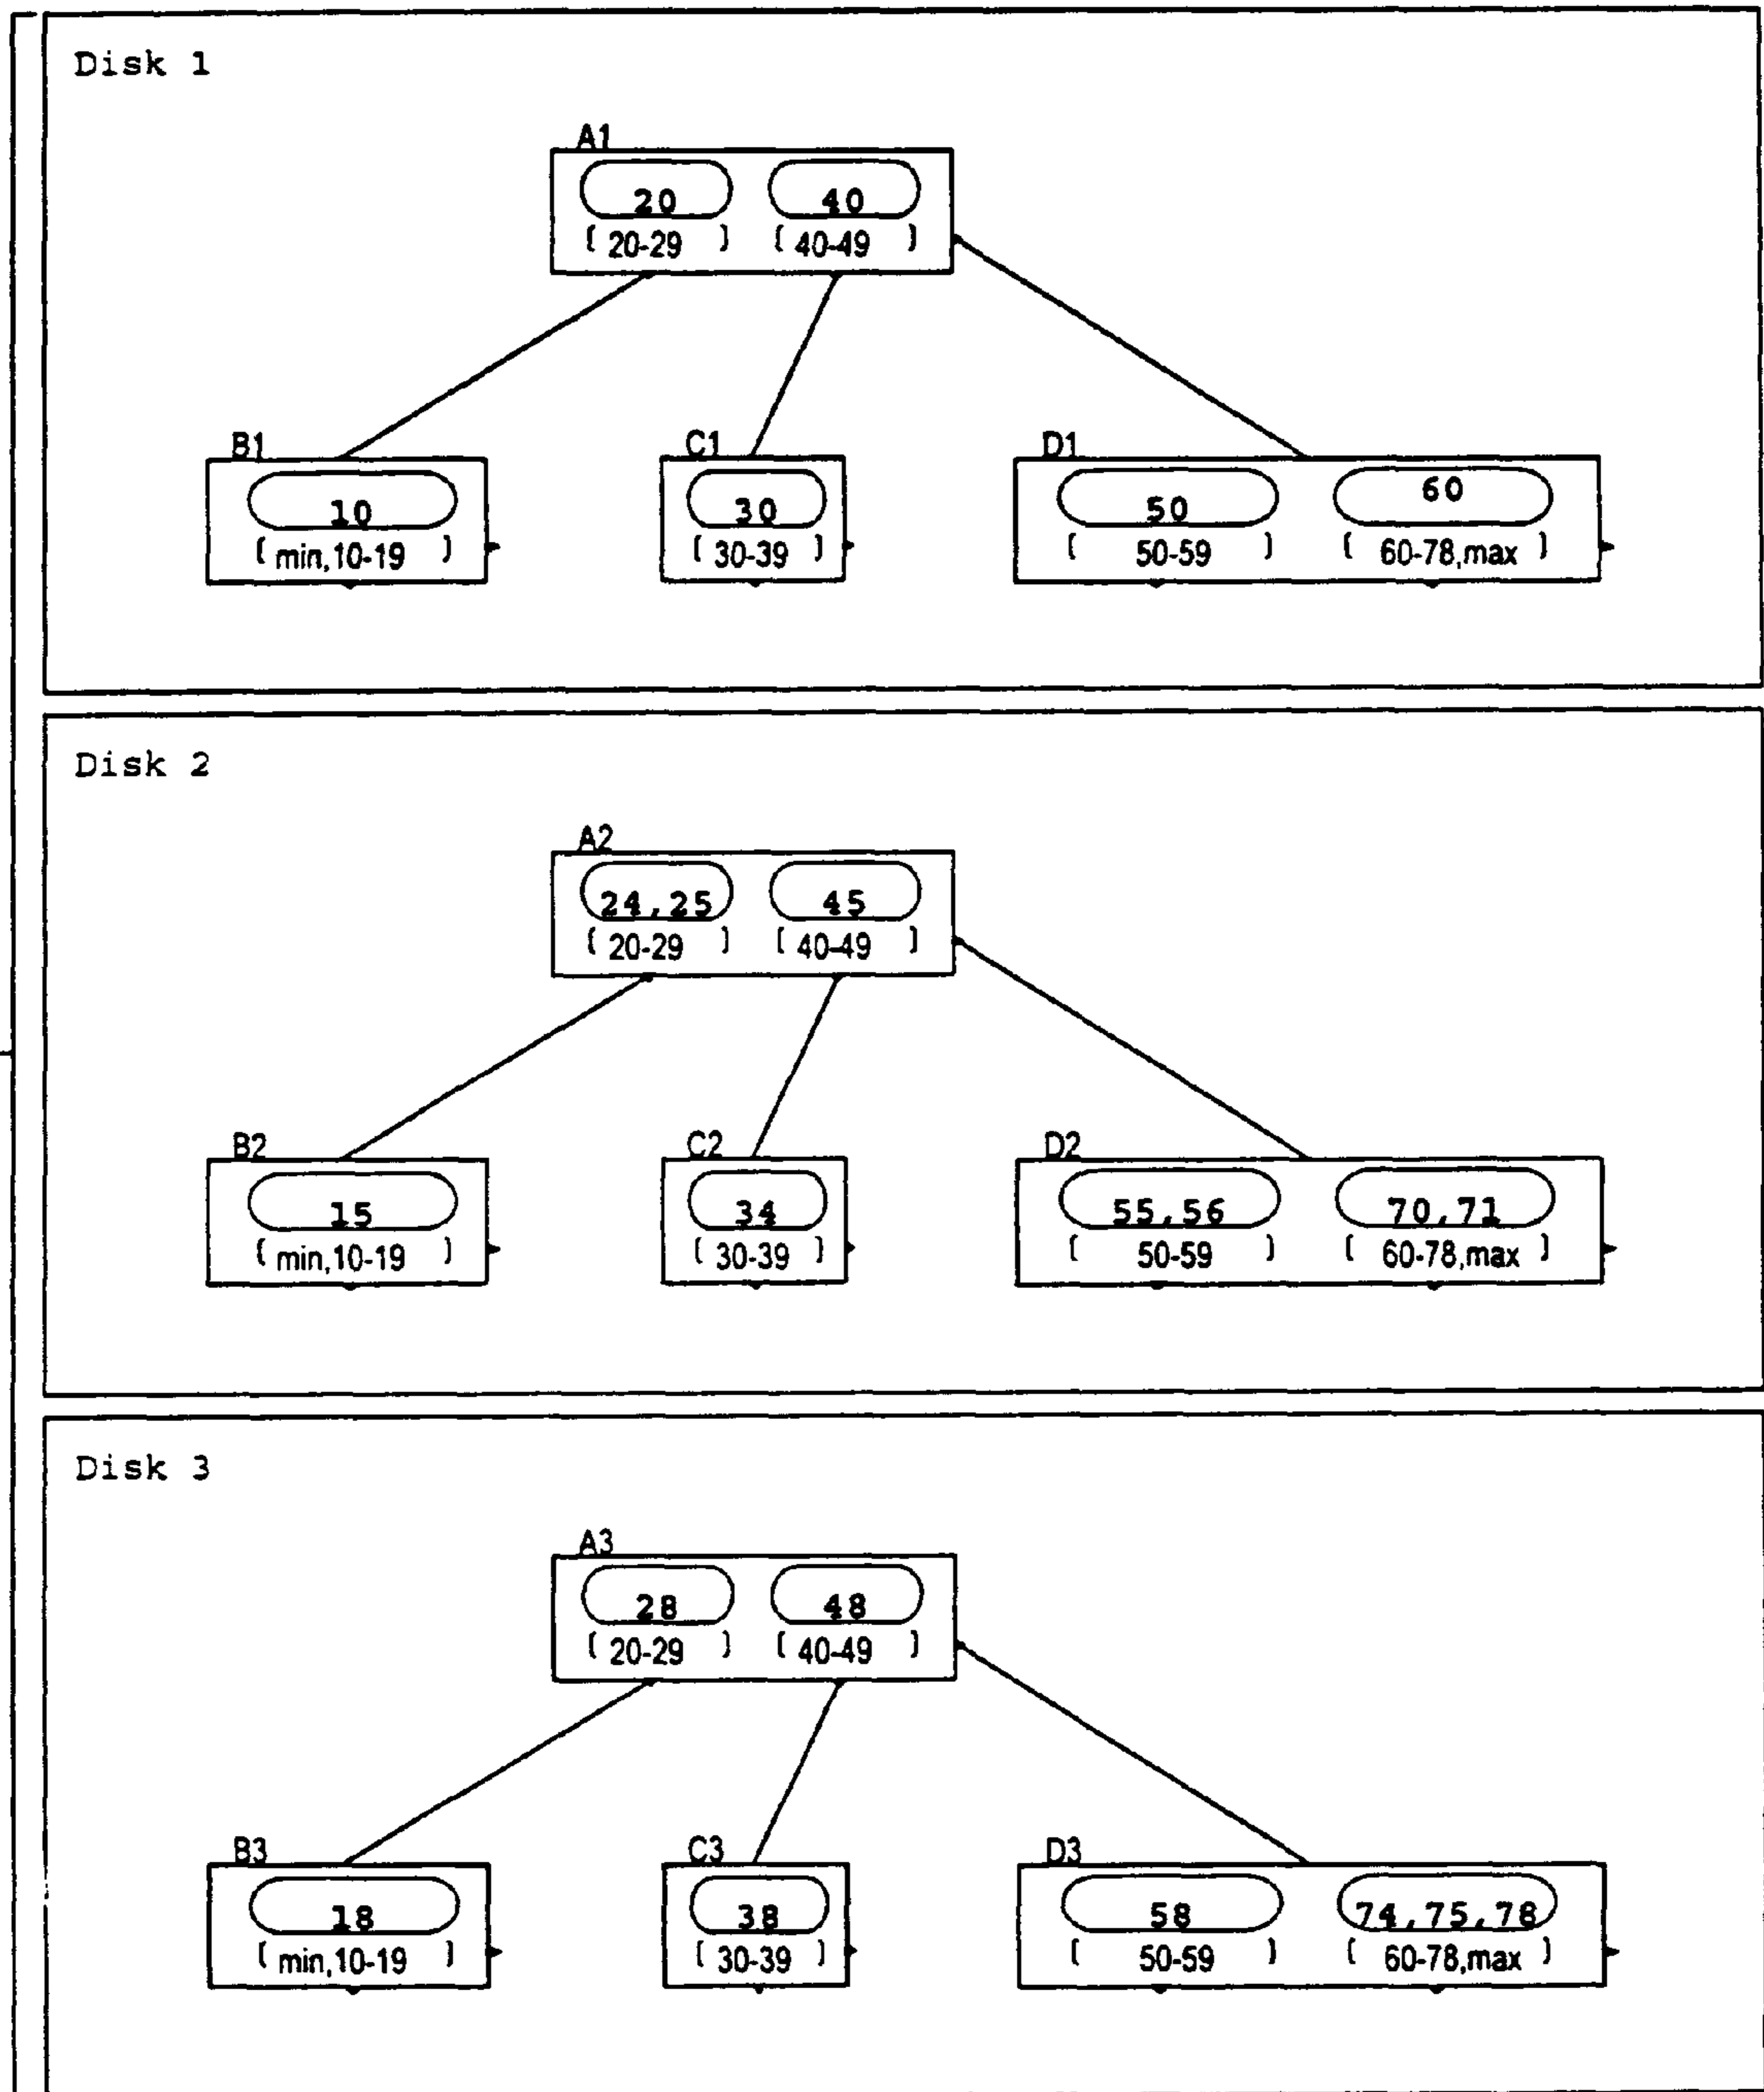 Disk 1
A1
20 40
[ 20-29 ] [ 40-49 ]
B1 C1 D1
10 30 50 60
[ min,10-19 ] [ 30-39 ] [ 50-59 ] [ 60-78,max ]
Disk 2
A2
24,25 45
[ 20-29 ] [ 40-49 ]
B2 C2 D2
15 34 55,56 70,71
[ min,10-19 ] [ 30-39 ] [ 50-59 ] [ 60-78,max ]
Disk 3
A3
28 48
[ 20-29 ] [ 40-49 ]
B3 C3 D3
18 38 58 74,75,78
[ min,10-19 ] [ 30-39 ] [ 50-59 ] [ 60-78,max ]